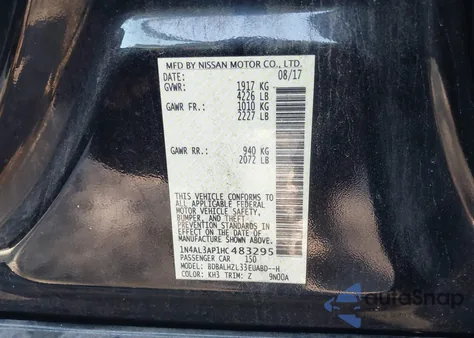 MFD BY NISSAN MOTOR CO., LTD.
DATE: 08/17
GVWR: 1917 KG
4226 LB
GAWR FR: 1010 KG
2227 LB
GAWR RR: 940 KG
2072 LB
THIS VEHICLE CONFORMS TO
ALL APPLICABLE FEDERAL
MOTOR VEHICLE SAFETY,
BUMPER, AND THEFT
PREVENTION STANDARDS IN
EFFECT ON THE DATE OF
MANUFACTURE SHOWN ABOVE.
1N4AL3AP1HC483295
PASSENGER CAR 150
BDBALHZL33EUABD--H
COLOR: KH3 TRIM: Z 9N00A
autoSnap